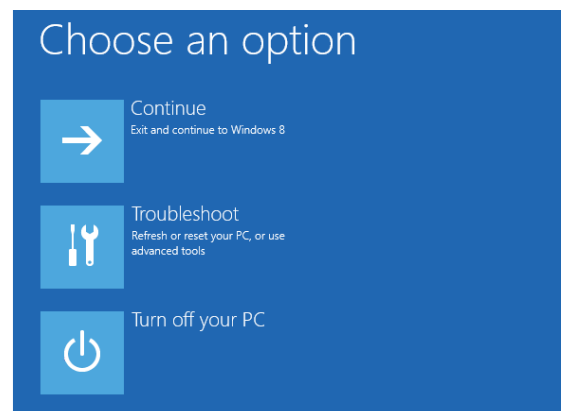 Choose an option
Continue
Exit and continue to Windows 8
Troubleshoot
Refresh or reset your PC, or use
advanced tools
Turn off your PC